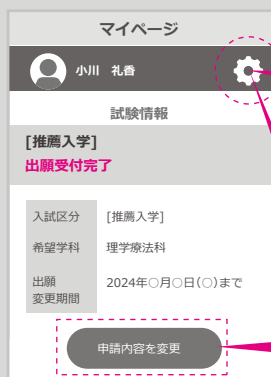 マイページ
小川 礼香
試験情報
[推薦入学]
出願受付完了
入試区分 [推薦入学]
希望学科 理学療法科
出願
変更期間 2024年○月○日(○)まで
申請内容を変更